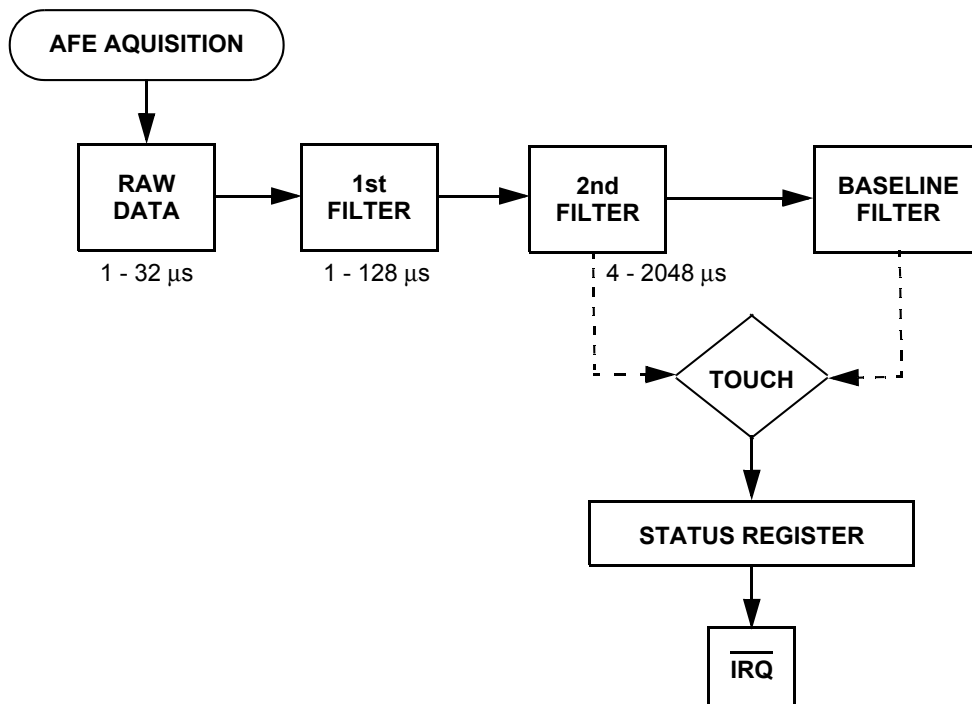 AFE AQUISITION
RAW
DATA
1st
FILTER
2nd
FILTER
BASELINE
FILTER
1 - 32 μs
1 - 128 μs
4 - 2048 μs
TOUCH
STATUS REGISTER
IRQ